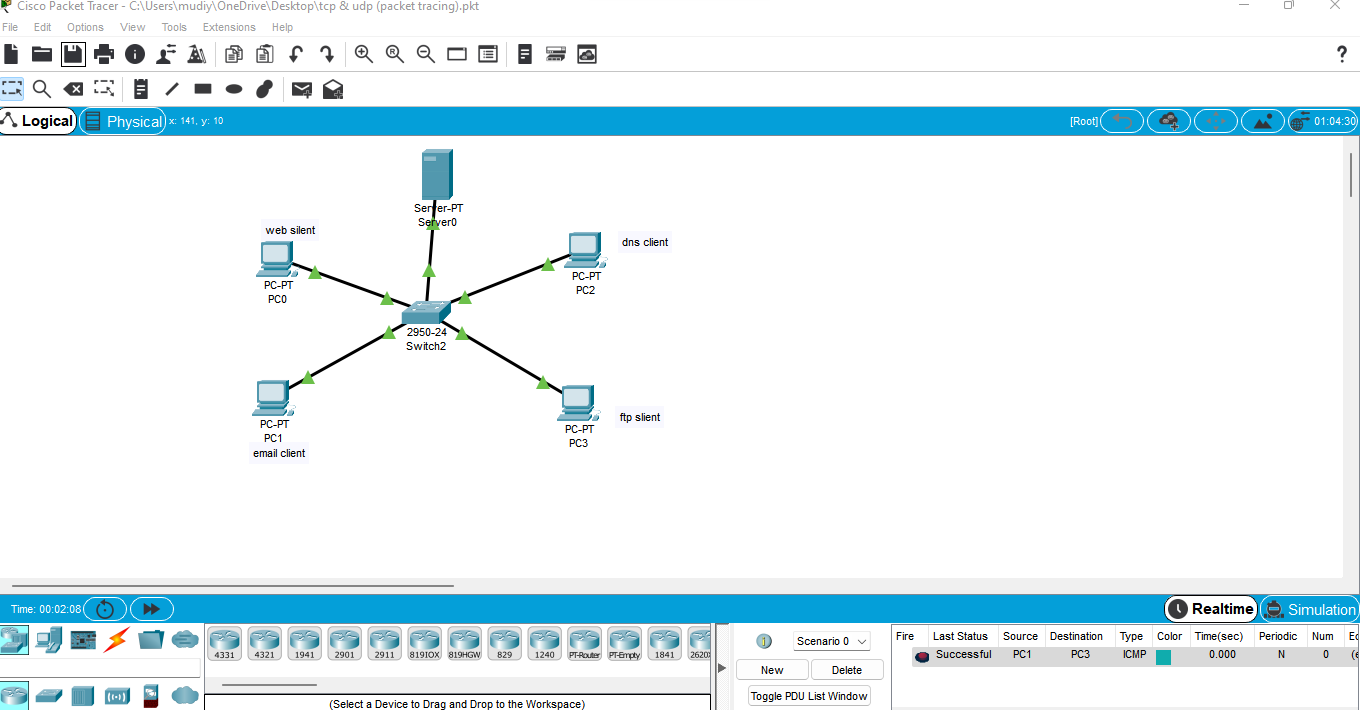 Cisco Packet Tracer - C:\Users\mudiy\OneDrive\Desktop\tcp & udp (packet tracing).pkt
File Edit Options View Tools Extensions Help
Logical Physical x: 141, y: 10 [Root] 01:04:30
Server-PT
Server0
web silent
PC-PT
PC0
dns client
PC-PT
PC2
2950-24
Switch2
PC-PT
PC1
email client
PC-PT
PC3
ftp slient
Time: 00:02:08 Realtime Simulation
4331 4321 1941 2901 2911 819IOX 819HGW 829 1240 PT-Router PT-Empty 1841 2620X
(Select a Device to Drag and Drop to the Workspace)
Scenario 0
New Delete
Toggle PDU List Window
Fire Last Status Source Destination Type Color Time(sec) Periodic Num
Successful PC1 PC3 ICMP 0.000 N 0